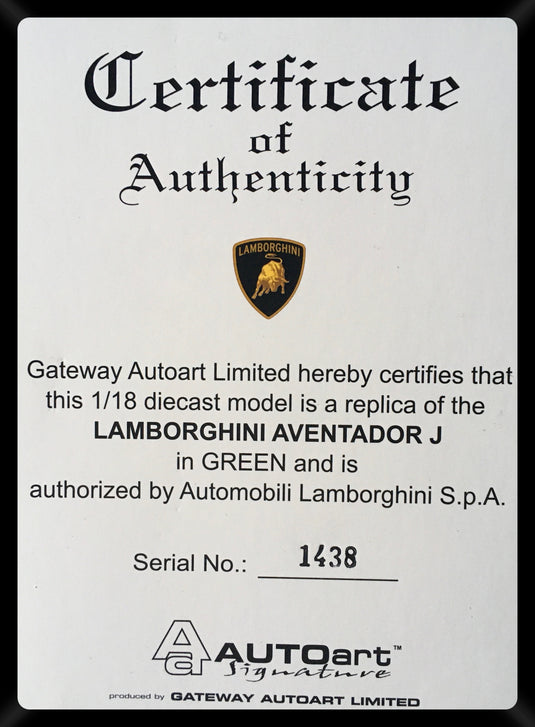 Certificate
of
Authenticity
LAMBORGHINI
Gateway Autoart Limited hereby certifies that
this 1/18 diecast model is a replica of the
LAMBORGHINI AVENTADOR J
in GREEN and is
authorized by Automobili Lamborghini S.p.A.
Serial No.: 1438
Aa AUTOart™
Signature
produced by GATEWAY AUTOART LIMITED